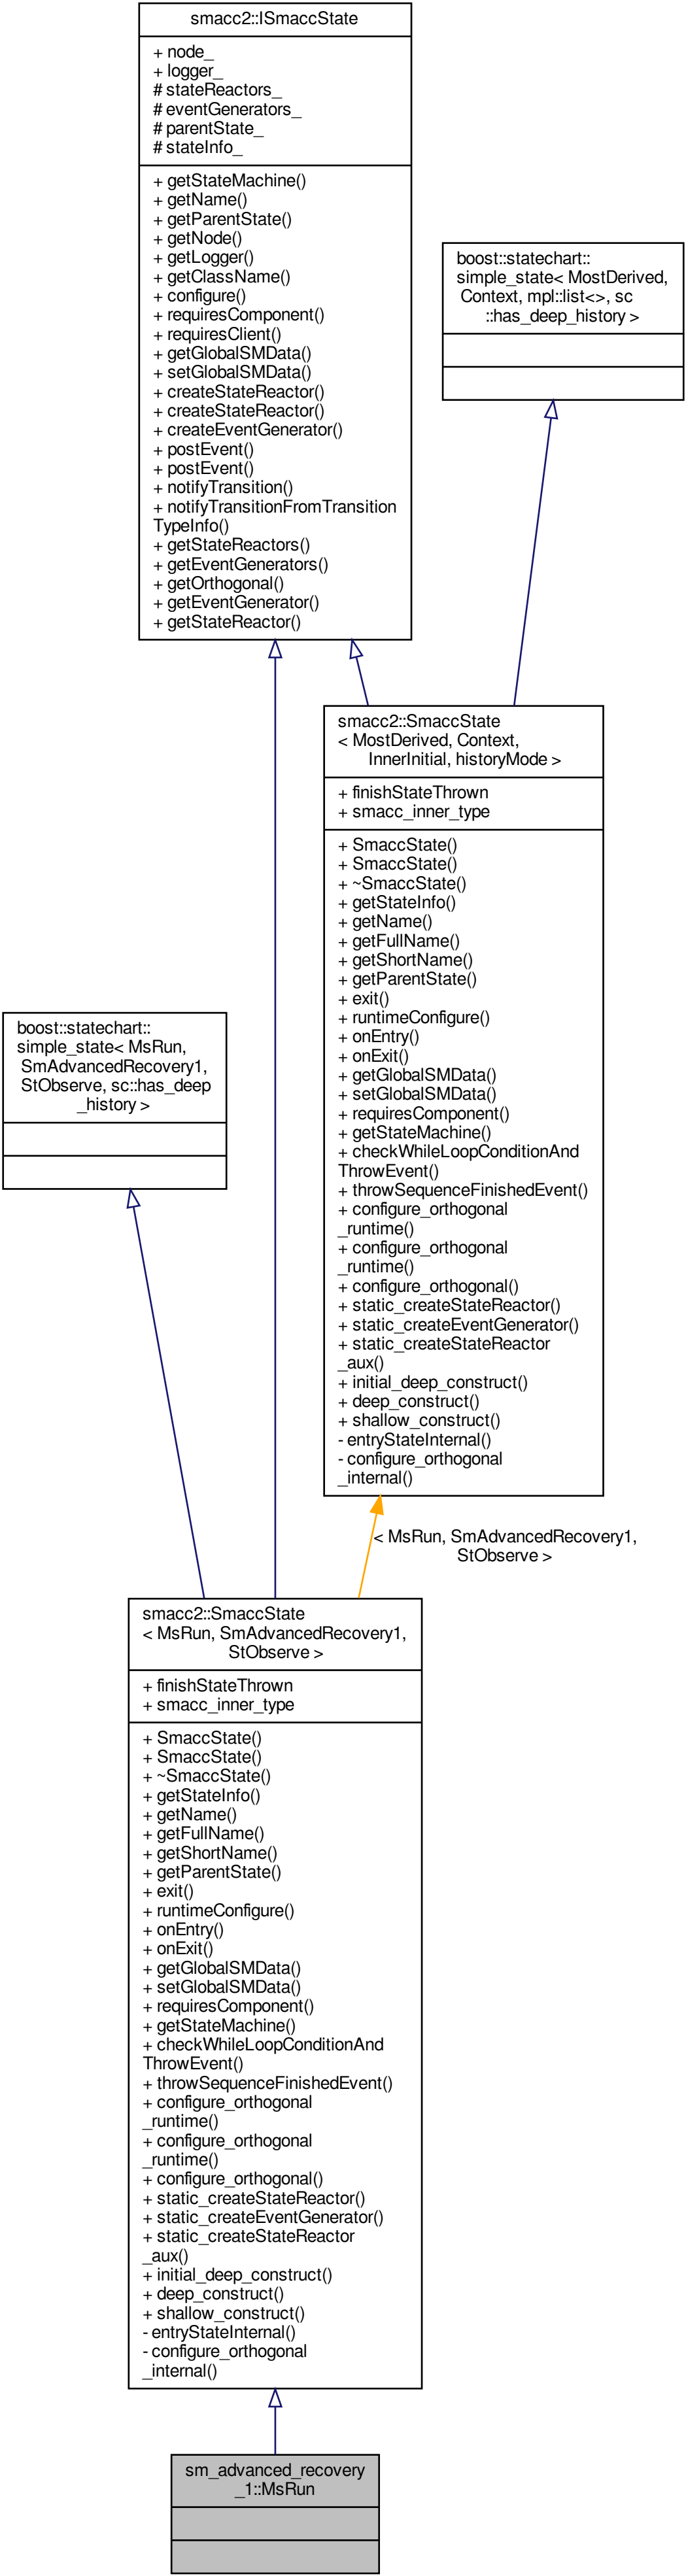 smacc2::ISmaccState
+ node_
+ logger_
# stateReactors_
# eventGenerators_
# parentState_
# stateInfo_
+ getStateMachine()
+ getName()
+ getParentState()
+ getNode()
+ getLogger()
+ getClassName()
+ configure()
+ requiresComponent()
+ requiresClient()
+ getGlobalSMData()
+ setGlobalSMData()
+ createStateReactor()
+ createStateReactor()
+ createEventGenerator()
+ postEvent()
+ postEvent()
+ notifyTransition()
+ notifyTransitionFromTransition
TypeInfo()
+ getStateReactors()
+ getEventGenerators()
+ getOrthogonal()
+ getEventGenerator()
+ getStateReactor()
boost::statechart::
simple_state< MostDerived,
Context, mpl::list<>, sc
::has_deep_history >
smacc2::SmaccState
< MostDerived, Context,
InnerInitial, historyMode >
+ finishStateThrown
+ smacc_inner_type
+ SmaccState()
+ SmaccState()
+ ~SmaccState()
+ getStateInfo()
+ getName()
+ getFullName()
+ getShortName()
+ getParentState()
+ exit()
+ runtimeConfigure()
+ onEntry()
+ onExit()
+ getGlobalSMData()
+ setGlobalSMData()
+ requiresComponent()
+ getStateMachine()
+ checkWhileLoopConditionAnd
ThrowEvent()
+ throwSequenceFinishedEvent()
+ configure_orthogonal
_runtime()
+ configure_orthogonal
_runtime()
+ configure_orthogonal()
+ static_createStateReactor()
+ static_createEventGenerator()
+ static_createStateReactor
_aux()
+ initial_deep_construct()
+ deep_construct()
+ shallow_construct()
- entryStateInternal()
- configure_orthogonal
_internal()
boost::statechart::
simple_state< MsRun,
SmAdvancedRecovery1,
StObserve, sc::has_deep
_history >
< MsRun, SmAdvancedRecovery1,
StObserve >
smacc2::SmaccState
< MsRun, SmAdvancedRecovery1,
StObserve >
+ finishStateThrown
+ smacc_inner_type
+ SmaccState()
+ SmaccState()
+ ~SmaccState()
+ getStateInfo()
+ getName()
+ getFullName()
+ getShortName()
+ getParentState()
+ exit()
+ runtimeConfigure()
+ onEntry()
+ onExit()
+ getGlobalSMData()
+ setGlobalSMData()
+ requiresComponent()
+ getStateMachine()
+ checkWhileLoopConditionAnd
ThrowEvent()
+ throwSequenceFinishedEvent()
+ configure_orthogonal
_runtime()
+ configure_orthogonal
_runtime()
+ configure_orthogonal()
+ static_createStateReactor()
+ static_createEventGenerator()
+ static_createStateReactor
_aux()
+ initial_deep_construct()
+ deep_construct()
+ shallow_construct()
- entryStateInternal()
- configure_orthogonal
_internal()
sm_advanced_recovery
_1::MsRun